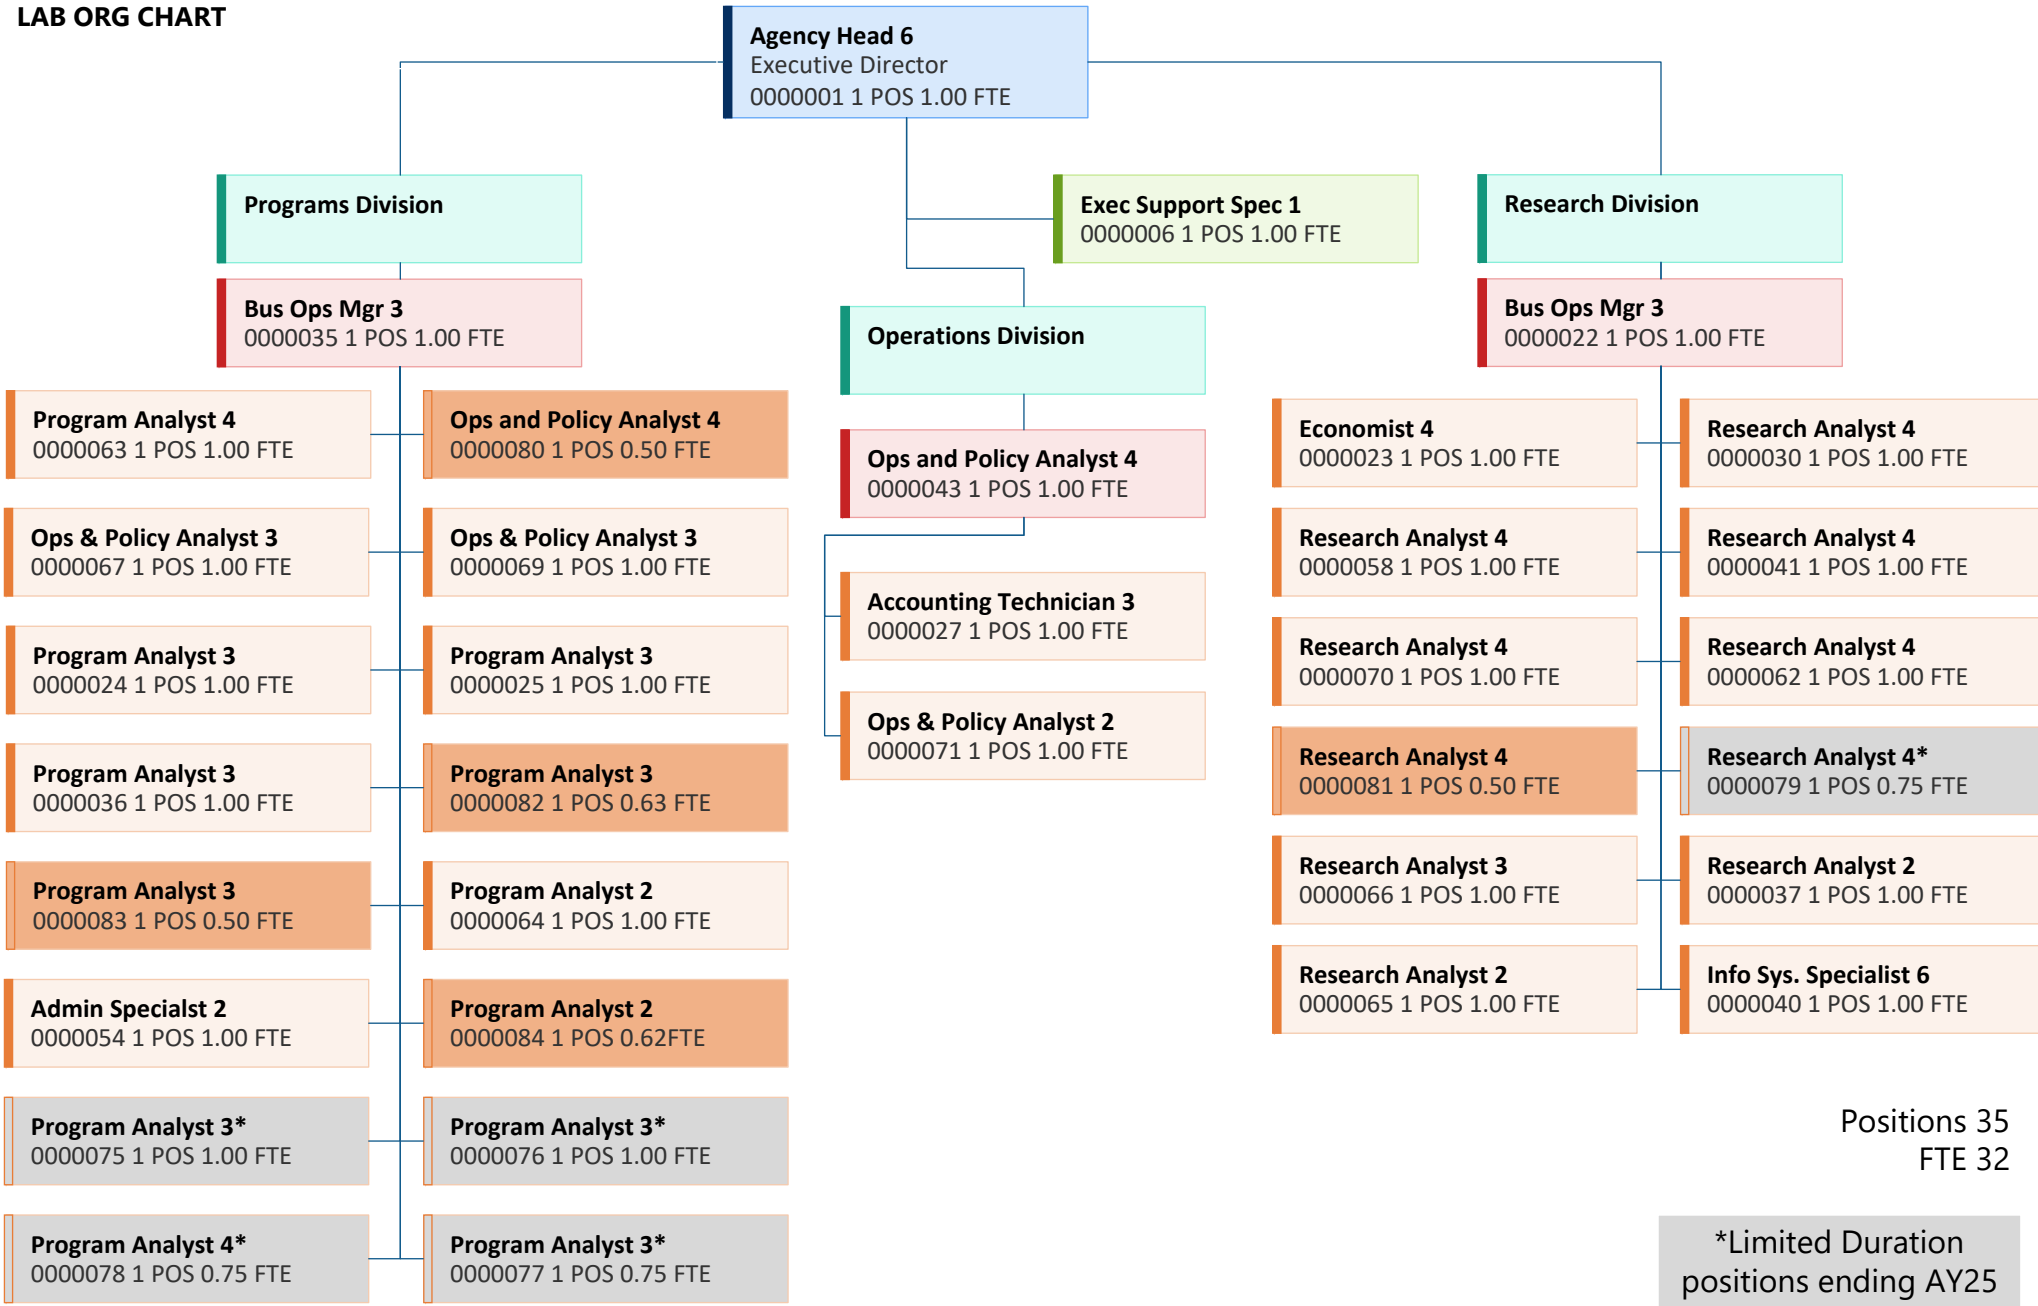 LAB ORG CHART
Agency Head 6
Executive Director
0000001 1 POS 1.00 FTE
Programs Division
Exec Support Spec 1
0000006 1 POS 1.00 FTE
Research Division
Bus Ops Mgr 3
0000035 1 POS 1.00 FTE
Operations Division
Bus Ops Mgr 3
0000022 1 POS 1.00 FTE
Program Analyst 4
0000063 1 POS 1.00 FTE
Ops and Policy Analyst 4
0000080 1 POS 0.50 FTE
Ops & Policy Analyst 3
0000067 1 POS 1.00 FTE
Ops & Policy Analyst 3
0000069 1 POS 1.00 FTE
Program Analyst 3
0000024 1 POS 1.00 FTE
Program Analyst 3
0000025 1 POS 1.00 FTE
Program Analyst 3
0000036 1 POS 1.00 FTE
Program Analyst 3
0000082 1 POS 0.63 FTE
Program Analyst 3
0000083 1 POS 0.50 FTE
Program Analyst 2
0000064 1 POS 1.00 FTE
Admin Specialst 2
0000054 1 POS 1.00 FTE
Program Analyst 2
0000084 1 POS 0.62FTE
Program Analyst 3*
0000075 1 POS 1.00 FTE
Program Analyst 3*
0000076 1 POS 1.00 FTE
Program Analyst 4*
0000078 1 POS 0.75 FTE
Program Analyst 3*
0000077 1 POS 0.75 FTE
Ops and Policy Analyst 4
0000043 1 POS 1.00 FTE
Accounting Technician 3
0000027 1 POS 1.00 FTE
Ops & Policy Analyst 2
0000071 1 POS 1.00 FTE
Economist 4
0000023 1 POS 1.00 FTE
Research Analyst 4
0000030 1 POS 1.00 FTE
Research Analyst 4
0000058 1 POS 1.00 FTE
Research Analyst 4
0000041 1 POS 1.00 FTE
Research Analyst 4
0000070 1 POS 1.00 FTE
Research Analyst 4
0000062 1 POS 1.00 FTE
Research Analyst 4
0000081 1 POS 0.50 FTE
Research Analyst 4*
0000079 1 POS 0.75 FTE
Research Analyst 3
0000066 1 POS 1.00 FTE
Research Analyst 2
0000037 1 POS 1.00 FTE
Research Analyst 2
0000065 1 POS 1.00 FTE
Info Sys. Specialist 6
0000040 1 POS 1.00 FTE
Positions 35
FTE 32
*Limited Duration
positions ending AY25